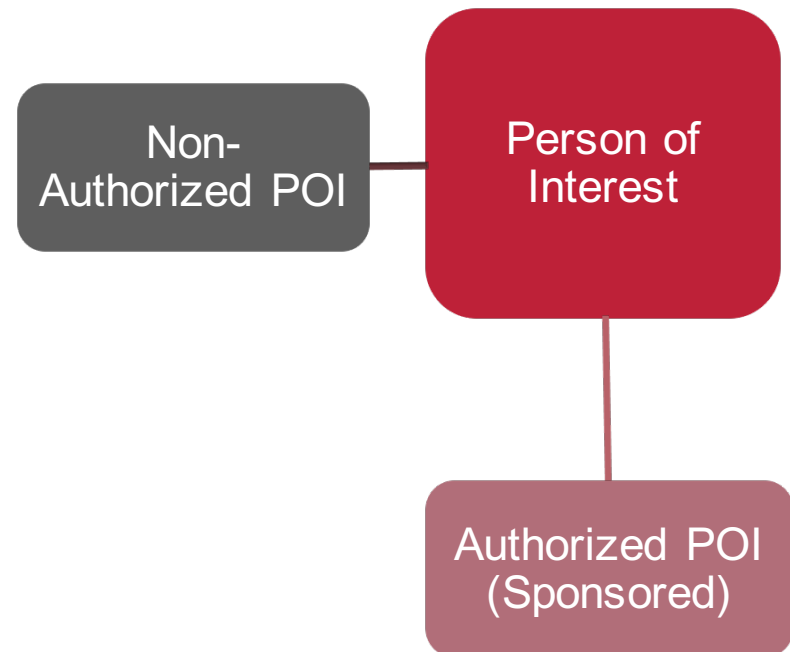 Non-
Authorized POI
Person of
Interest
Authorized POI
(Sponsored)